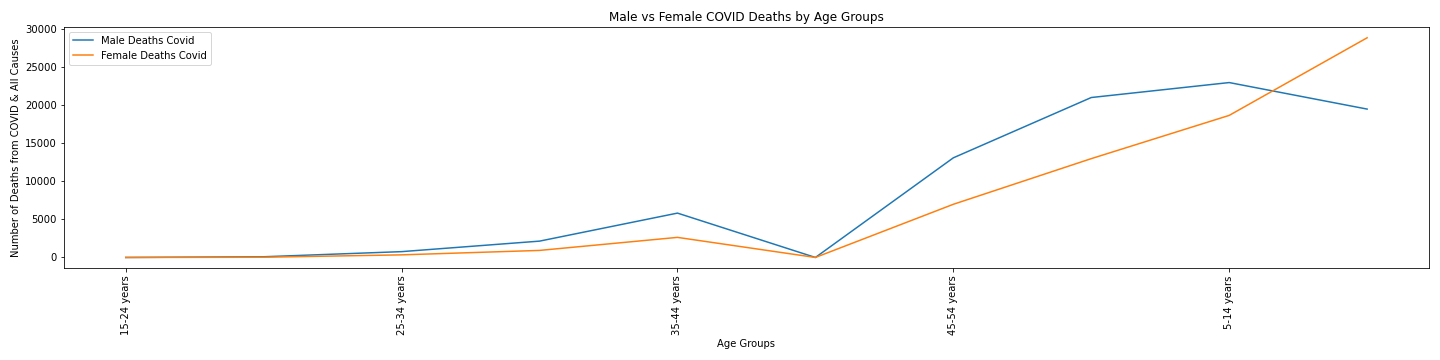 Male vs Female COVID Deaths by Age Groups
Number of Deaths from COVID & All Causes
30000
25000
20000
15000
10000
5000
0
Male Deaths Covid
Female Deaths Covid
15-24 years
25-34 years
35-44 years
45-54 years
5-14 years
Age Groups